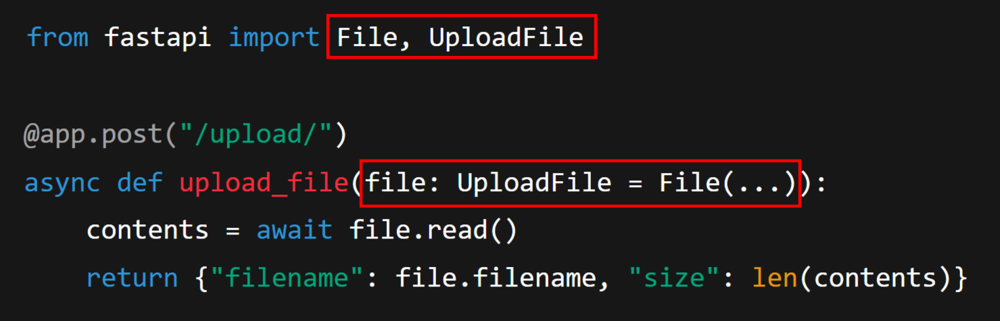 from fastapi import File, UploadFile
@app.post("/upload/")
async def upload_file(file: UploadFile = File(...)):
    contents = await file.read()
    return {"filename": file.filename, "size": len(contents)}